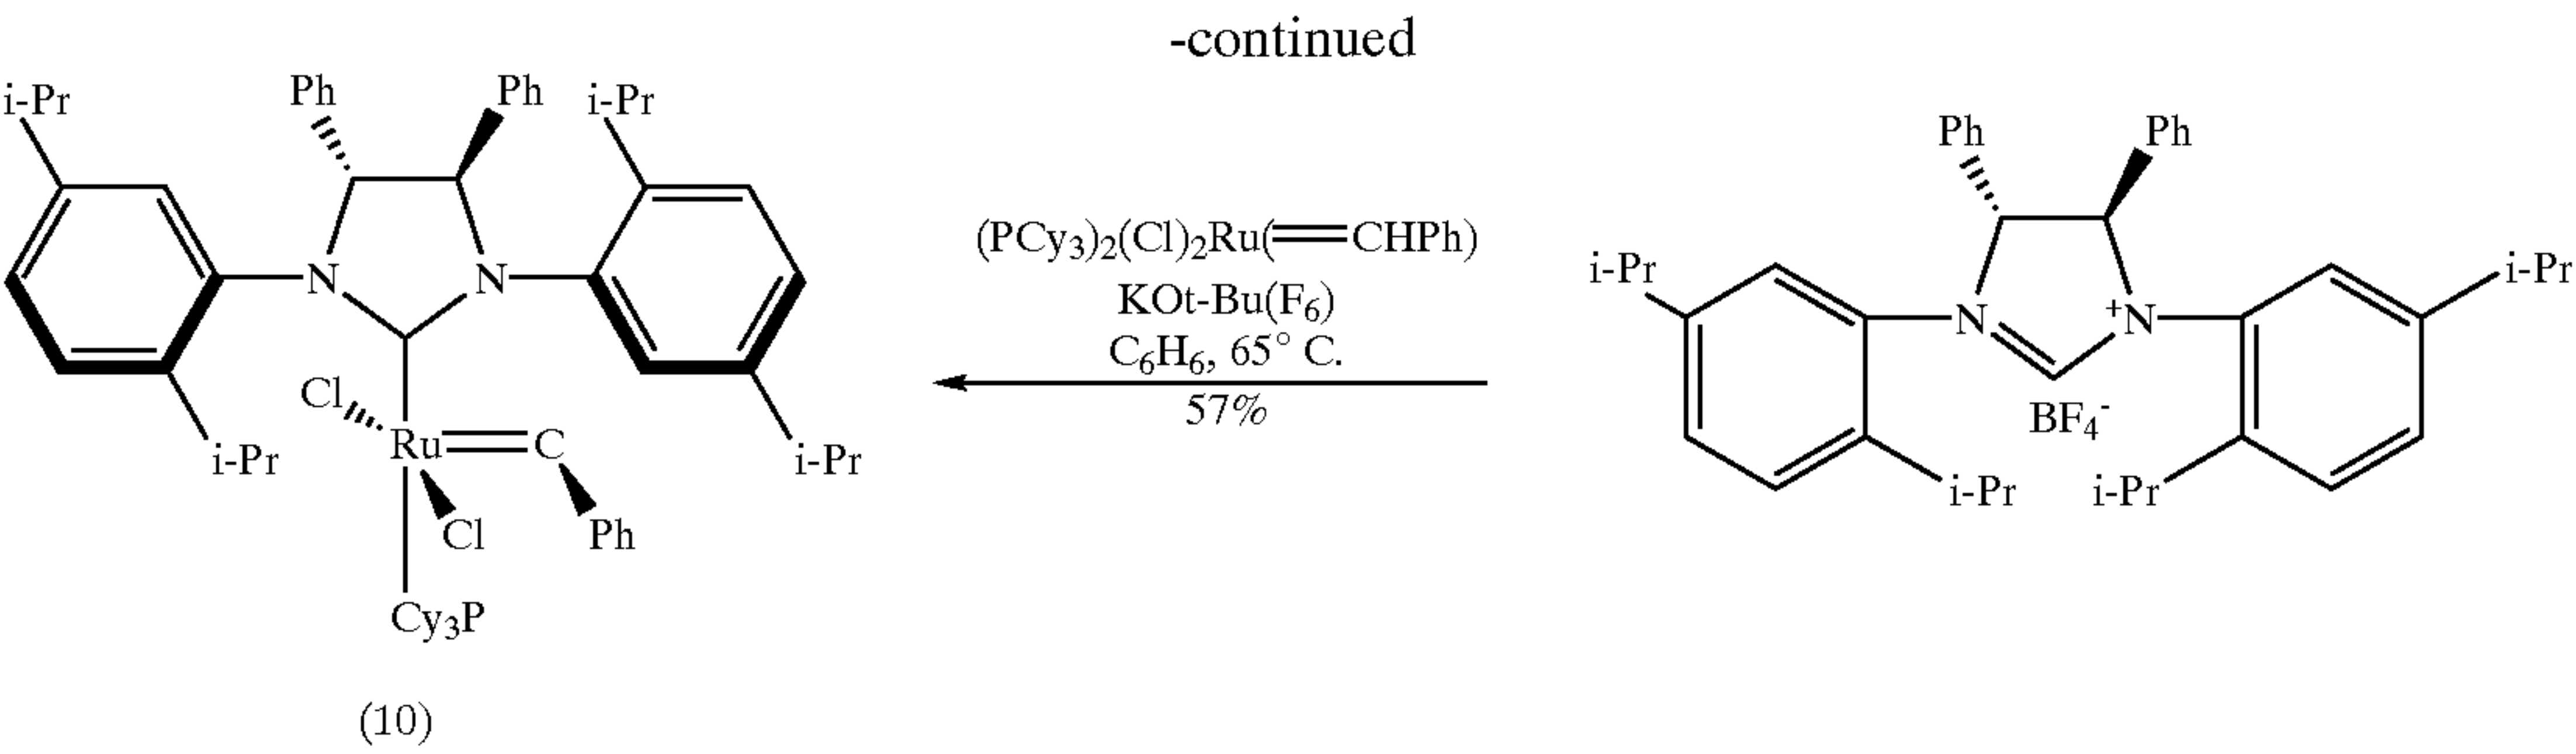 -continued
i-Pr
Ph
Ph
i-Pr
N
N
Cl
Ru
C
i-Pr
i-Pr
Cl
Ph
Cy3P
(10)
(PCy3)2(Cl)2Ru(=CHPh)
KOt-Bu(F6)
C6H6, 65° C.
57%
Ph
Ph
i-Pr
i-Pr
N
+N
BF4-
i-Pr
i-Pr